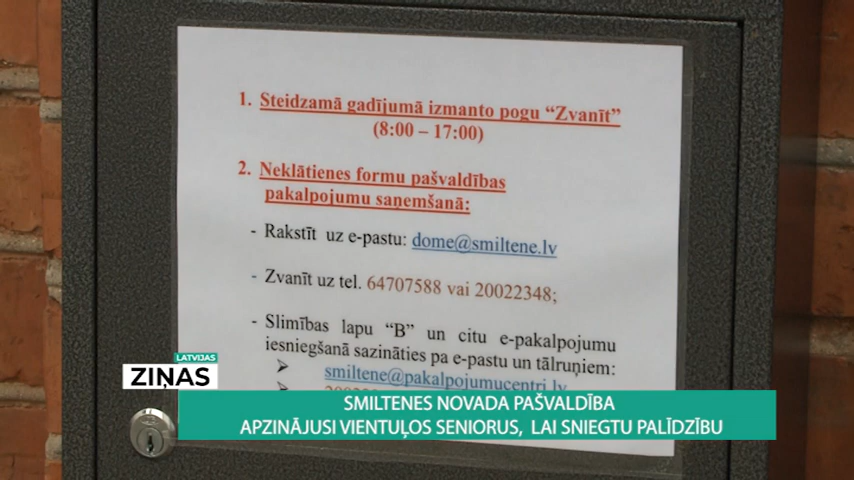 1. Steidzamā gadījumā izmanto pogu “Zvanīt”
(8:00 – 17:00)
2. Neklātienes formu pašvaldības
pakalpojumu saņemšanā:
- Rakstīt uz e-pastu: dome@smiltene.lv
- Zvanīt uz tel. 64707588 vai 20022348;
- Slimības lapu “B” un citu e-pakalpojumu
iesniegšanā sazināties pa e-pastu un tālruņiem:
➢ smiltene@pakalpojumucentri.lv
LATVIJAS
ZIŅAS
SMILTENES NOVADA PAŠVALDĪBA
APZINĀJUSI VIENTUĻOS SENIORUS, LAI SNIEGTU PALĪDZĪBU